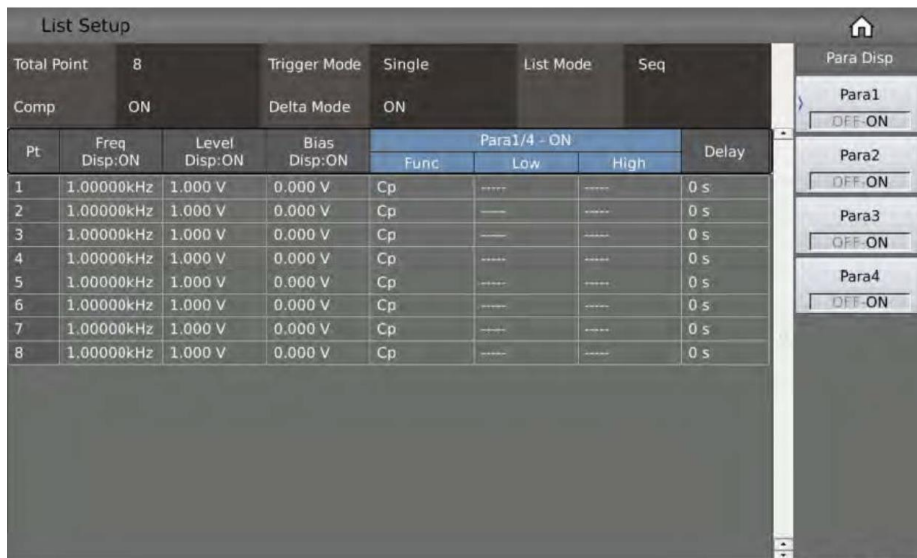 List Setup
Total Point 8 Trigger Mode Single List Mode Seq
Comp ON Delta Mode ON
Pt Freq Disp:ON Level Disp:ON Bias Disp:ON Para1/4 - ON Delay
Func Low High
1 1.00000kHz 1.000 V 0.000 V Cp ----- ----- 0 s
2 1.00000kHz 1.000 V 0.000 V Cp ----- ----- 0 s
3 1.00000kHz 1.000 V 0.000 V Cp ----- ----- 0 s
4 1.00000kHz 1.000 V 0.000 V Cp ----- ----- 0 s
5 1.00000kHz 1.000 V 0.000 V Cp ----- ----- 0 s
6 1.00000kHz 1.000 V 0.000 V Cp ----- ----- 0 s
7 1.00000kHz 1.000 V 0.000 V Cp ----- ----- 0 s
8 1.00000kHz 1.000 V 0.000 V Cp ----- ----- 0 s
Para Disp
Para1
OFF-ON
Para2
OFF-ON
Para3
OFF-ON
Para4
OFF-ON